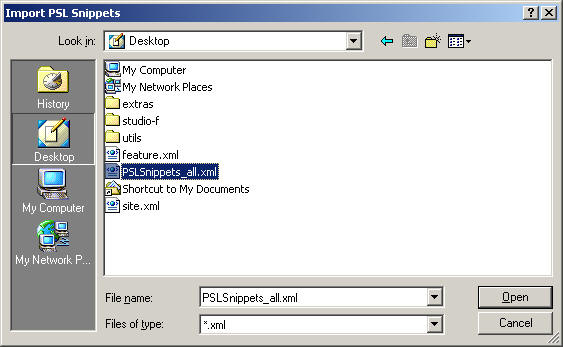 Import PSL Snippets
Look in: Desktop
History
Desktop
My Computer
My Network P...
My Computer
My Network Places
extras
studio-f
utils
feature.xml
PSLSnippets_all.xml
Shortcut to My Documents
site.xml
File name: PSLSnippets_all.xml Open
Files of type: *.xml Cancel